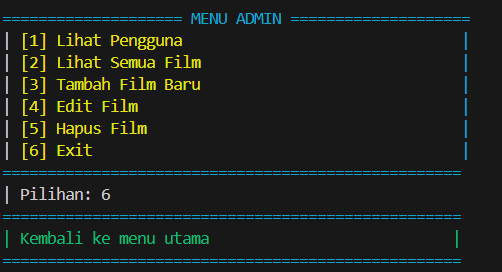 ==================== MENU ADMIN ====================
| [1] Lihat Pengguna |
| [2] Lihat Semua Film |
| [3] Tambah Film Baru |
| [4] Edit Film |
| [5] Hapus Film |
| [6] Exit |
===================================================
| Pilihan: 6
===================================================
| Kembali ke menu utama |
===================================================